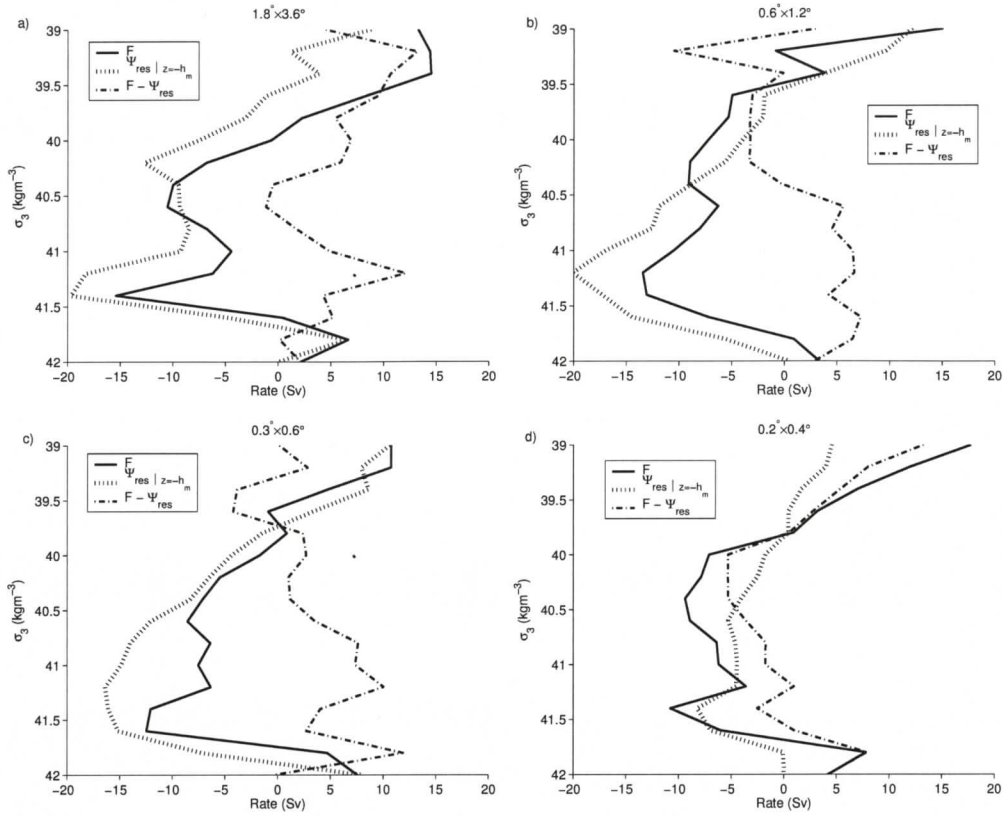 a)
1.8°×3.6°
F
Ψres | z=−hm
F − Ψres
39
39.5
40
40.5
41
41.5
42
σ3 (kgm−3)
−20 −15 −10 −5 0 5 10 15 20
Rate (Sv)
b)
0.6°×1.2°
F
Ψres | z=−hm
F − Ψres
39
39.5
40
40.5
41
41.5
42
σ3 (kgm−3)
−20 −15 −10 −5 0 5 10 15 20
Rate (Sv)
c)
0.3°×0.6°
F
Ψres | z=−hm
F − Ψres
39
39.5
40
40.5
41
41.5
42
σ3 (kgm−3)
−20 −15 −10 −5 0 5 10 15 20
Rate (Sv)
d)
0.2°×0.4°
F
Ψres | z=−hm
F − Ψres
39
39.5
40
40.5
41
41.5
42
σ3 (kgm−3)
−20 −15 −10 −5 0 5 10 15 20
Rate (Sv)